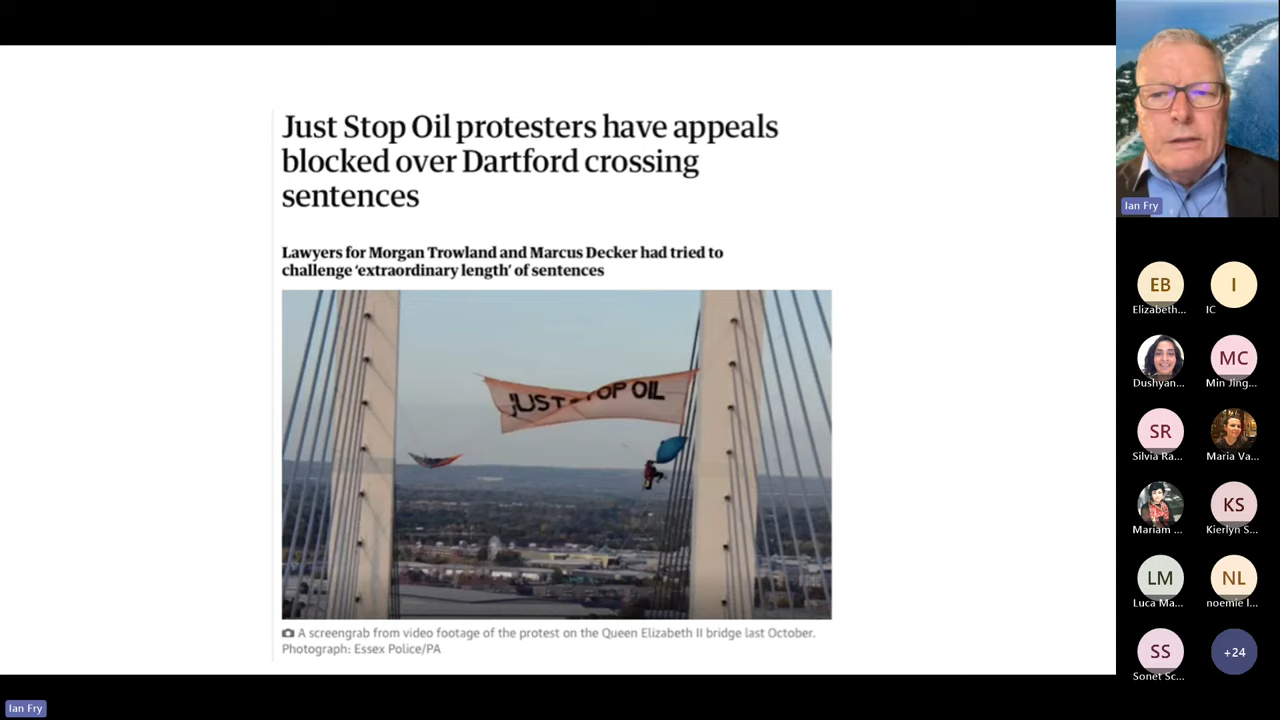 Just Stop Oil protesters have appeals
blocked over Dartford crossing
sentences
Lawyers for Morgan Trowland and Marcus Decker had tried to
challenge ‘extraordinary length’ of sentences
JUST STOP OIL
A screengrab from video footage of the protest on the Queen Elizabeth II bridge last October.
Photograph: Essex Police/PA
Ian Fry
EB
Elizabeth...
I
IC
Dushyan...
MC
Min Jing...
SR
Silvia Ra...
Maria Va...
Mariam ...
KS
Kierlyn S...
LM
Luca Ma...
NL
noemie l...
SS
Sonet Sc...
+24
Ian Fry